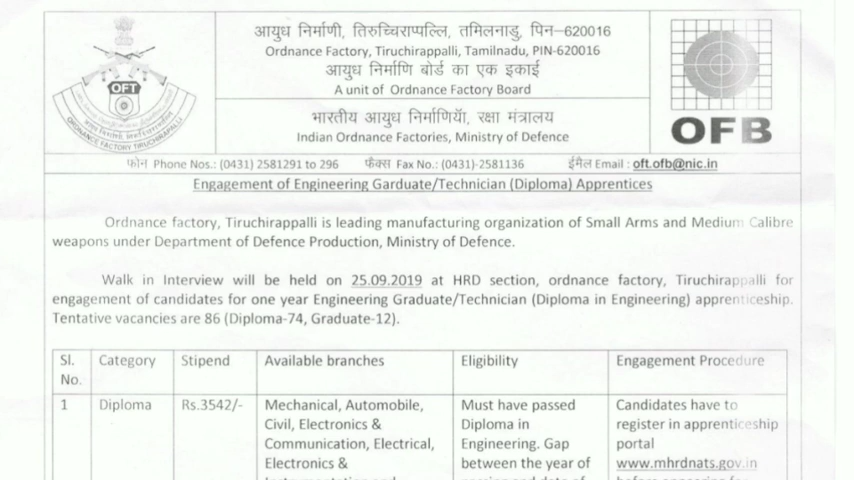 आयुध निर्माणी, तिरुच्चिराप्पल्लि, तमिलनाडु, पिन–620016
Ordnance Factory, Tiruchirappalli, Tamilnadu, PIN-620016
आयुध निर्माणि बोर्ड का एक इकाई
A unit of Ordnance Factory Board
भारतीय आयुध निर्माणियाँ, रक्षा मंत्रालय
Indian Ordnance Factories, Ministry of Defence
OFT
ORDNANCE FACTORY TIRUCHIRAPPALLI
OFB
फोन Phone Nos.: (0431) 2581291 to 296 फॅक्स Fax No.: (0431)-2581136 ईमैल Email : oft.ofb@nic.in
Engagement of Engineering Garduate/Technician (Diploma) Apprentices
Ordnance factory, Tiruchirappalli is leading manufacturing organization of Small Arms and Medium Calibre
weapons under Department of Defence Production, Ministry of Defence.
Walk in Interview will be held on 25.09.2019 at HRD section, ordnance factory, Tiruchirappalli for
engagement of candidates for one year Engineering Graduate/Technician (Diploma in Engineering) apprenticeship.
Tentative vacancies are 86 (Diploma-74, Graduate-12).
Sl. No. Category Stipend Available branches Eligibility Engagement Procedure
1 Diploma Rs.3542/- Mechanical, Automobile, Must have passed Candidates have to
Civil, Electronics & Diploma in register in apprenticeship
Communication, Electrical, Engineering. Gap portal
Electronics & between the year of www.mhrdnats.gov.in